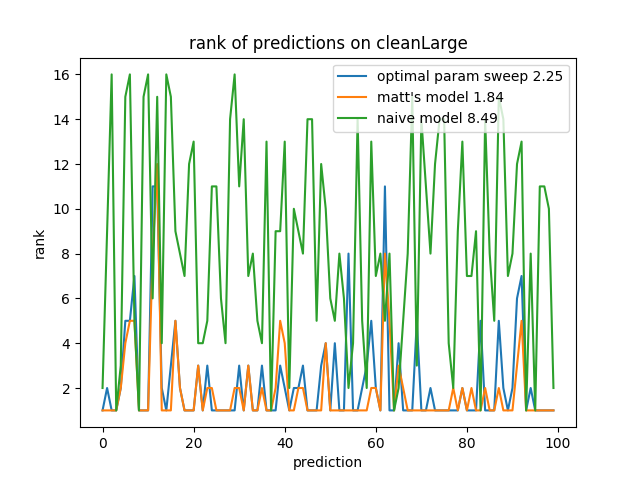 rank of predictions on cleanLarge
optimal param sweep 2.25
matt's model 1.84
naive model 8.49
16
14
12
10
8
6
4
2
rank
0 20 40 60 80 100
prediction